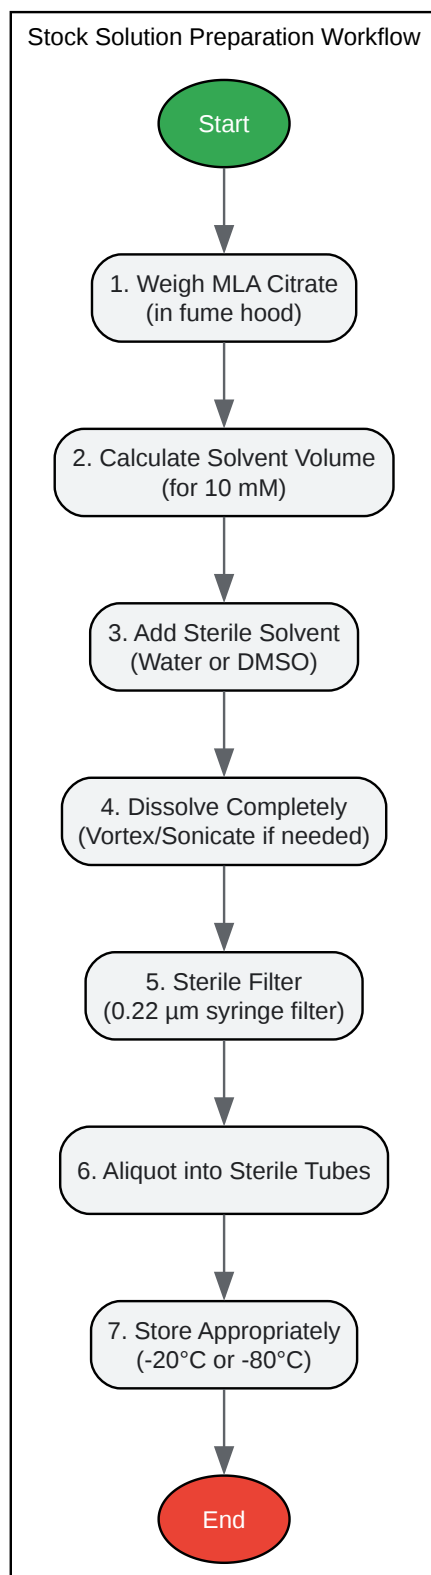 Stock Solution Preparation Workflow
Start
1. Weigh MLA Citrate
(in fume hood)
2. Calculate Solvent Volume
(for 10 mM)
3. Add Sterile Solvent
(Water or DMSO)
4. Dissolve Completely
(Vortex/Sonicate if needed)
5. Sterile Filter
(0.22 µm syringe filter)
6. Aliquot into Sterile Tubes
7. Store Appropriately
(-20°C or -80°C)
End